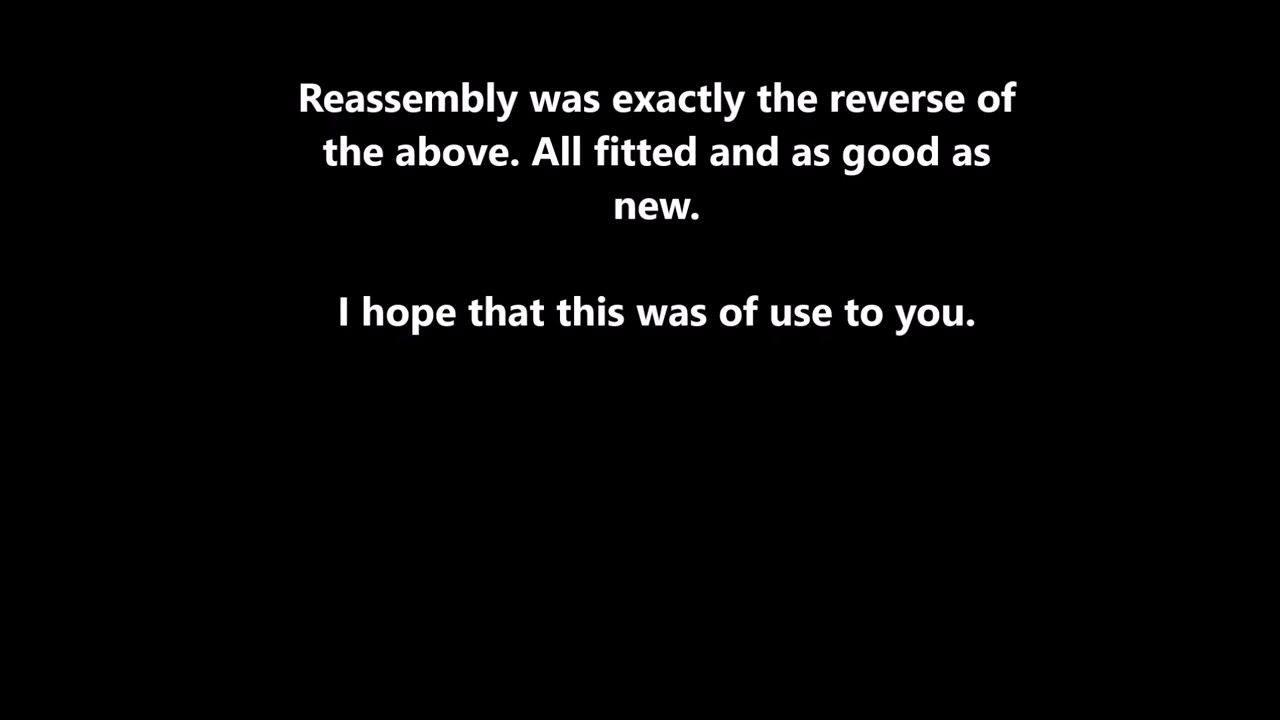 Reassembly was exactly the reverse of
the above. All fitted and as good as
new.
I hope that this was of use to you.